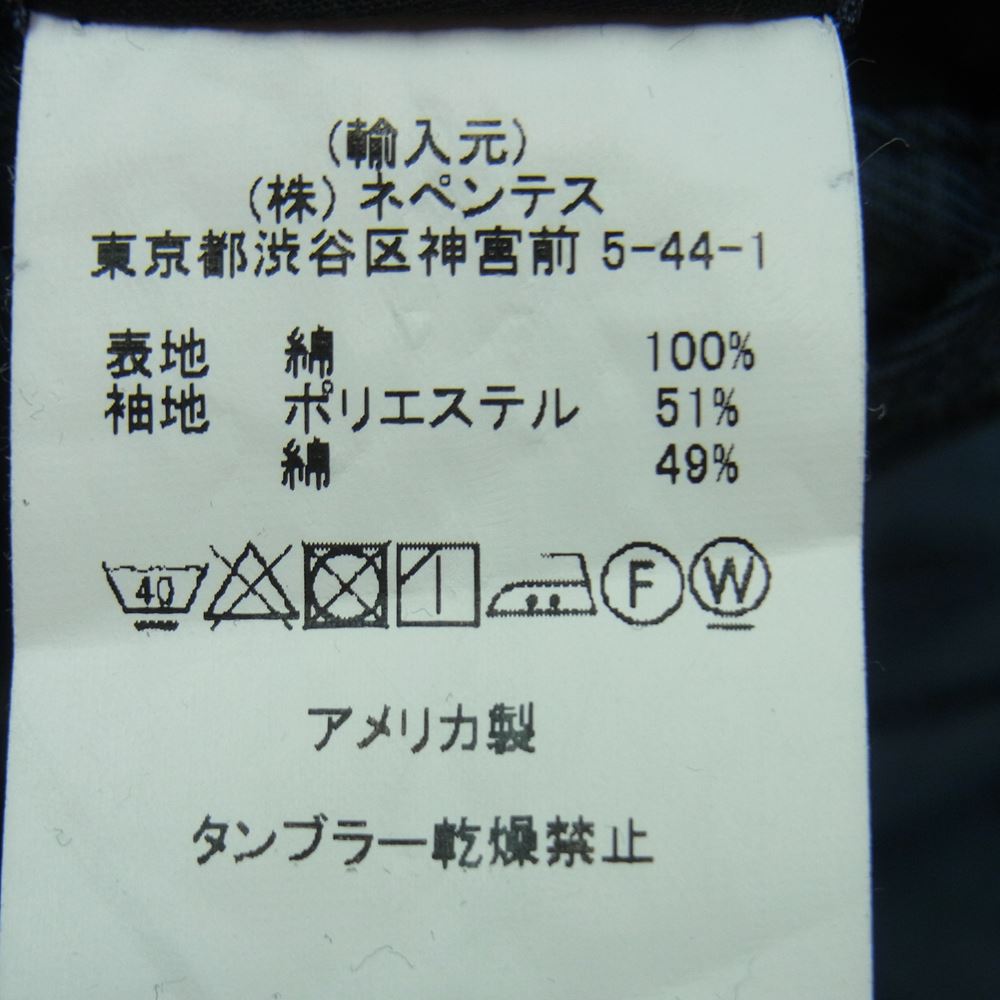 (輸入元)
(株)ネペンテス
東京都渋谷区神宮前 5-44-1
表地 綿 100%
袖地 ポリエステル 51%
綿 49%
40 F W
アメリカ製
タンブラー乾燥禁止